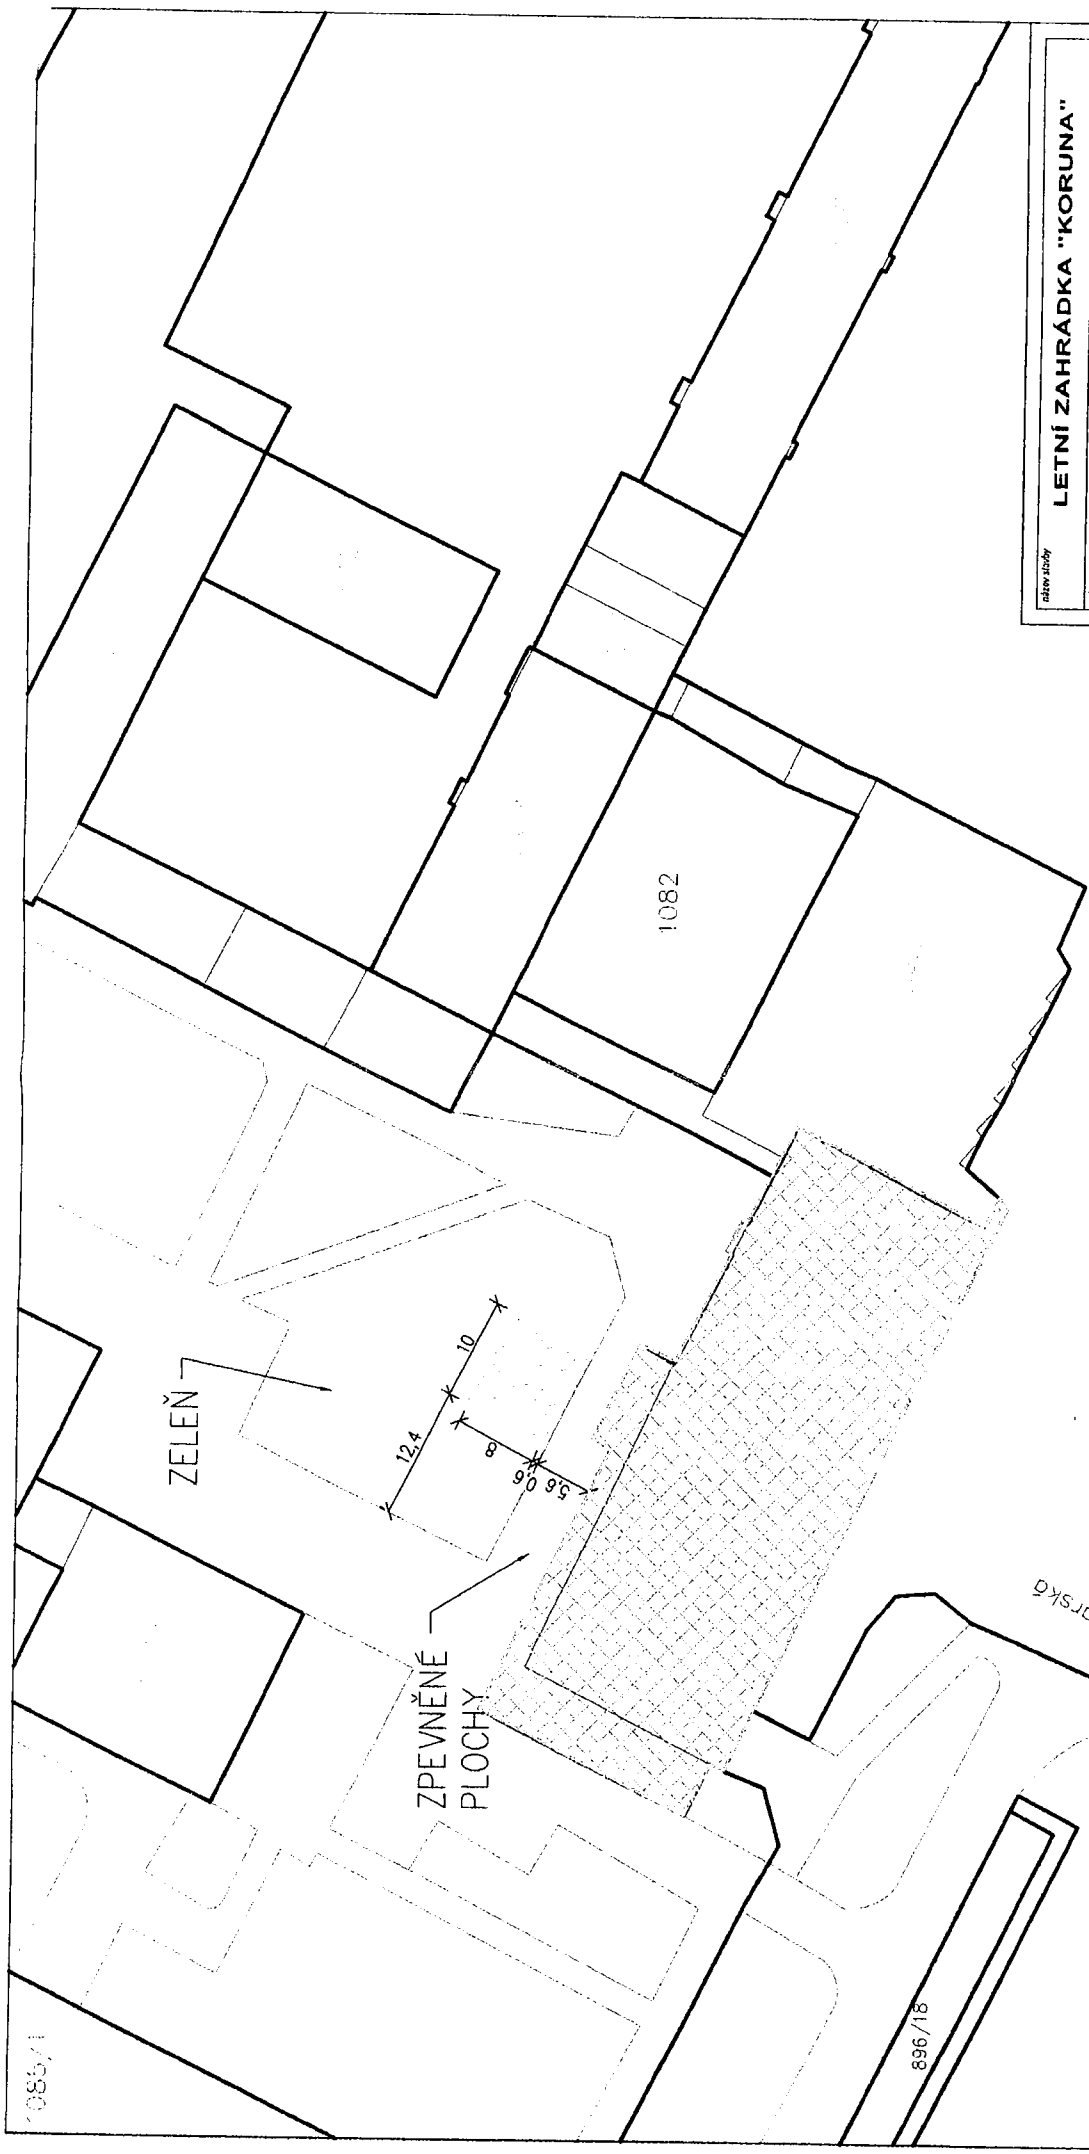 název stavby
LETNÍ ZAHRÁDKA "KORUNA"
ZELEŇ
ZPEVNĚNÉ
PLOCHY
12,4
10
8
0,6
5,6
1082
896/18